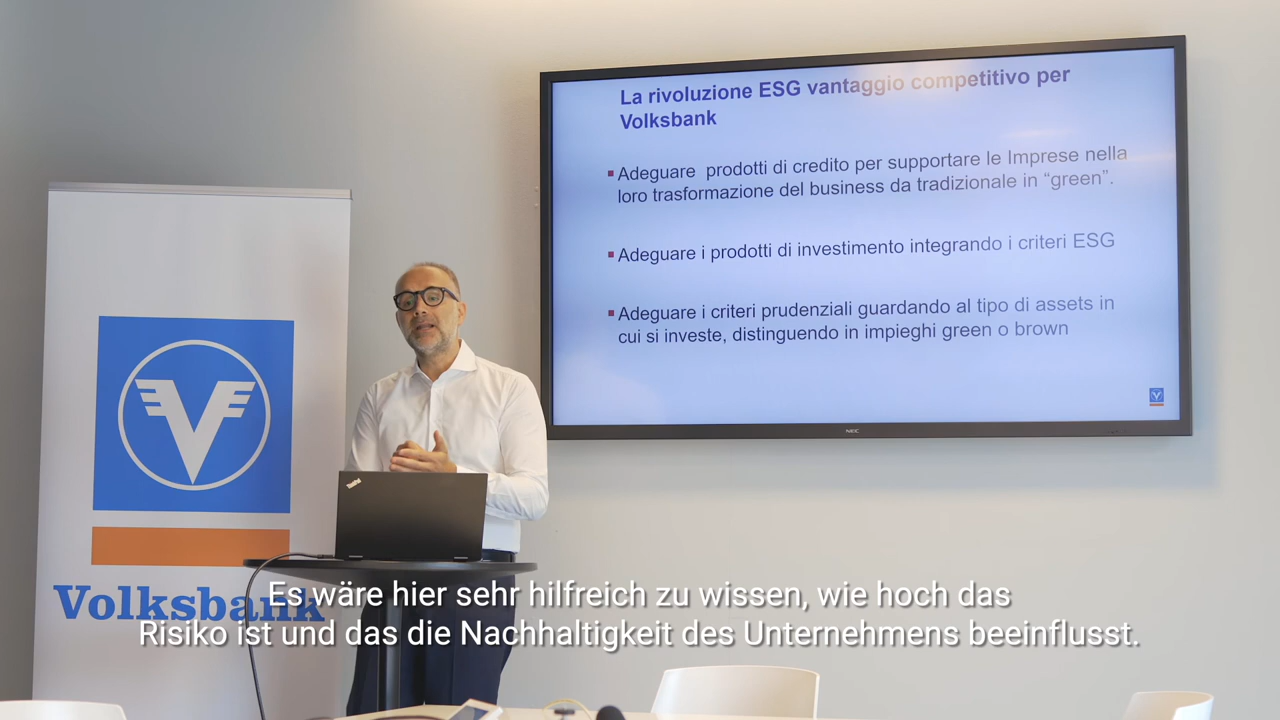 La rivoluzione ESG vantaggio competitivo per
Volksbank
Adeguare prodotti di credito per supportare le Imprese nella
loro trasformazione del business da tradizionale in “green”.
Adeguare i prodotti di investimento integrando i criteri ESG
Adeguare i criteri prudenziali guardando al tipo di assets in
cui si investe, distinguendo in impieghi green o brown
NEC
Volksbank
Es wäre hier sehr hilfreich zu wissen, wie hoch das
Risiko ist und das die Nachhaltigkeit des Unternehmens beeinflusst.